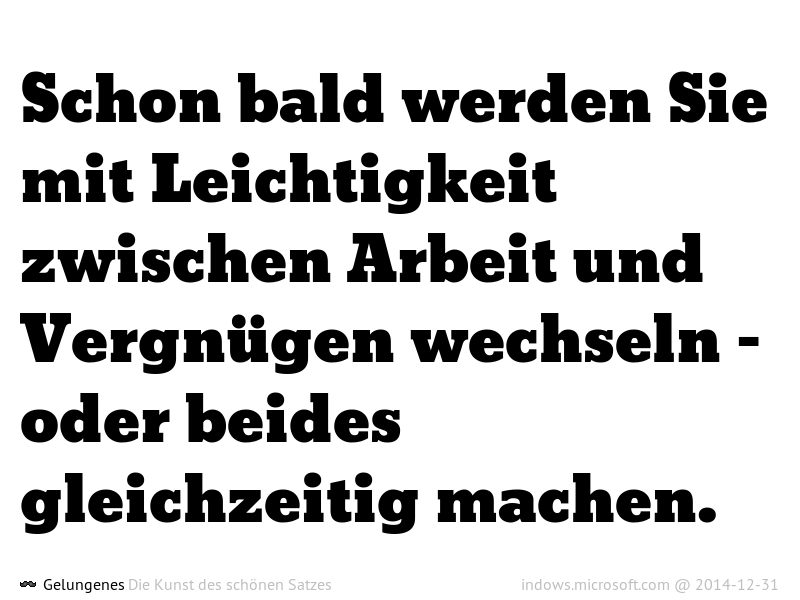 Schon bald werden Sie
mit Leichtigkeit
zwischen Arbeit und
Vergnügen wechseln -
oder beides
gleichzeitig machen.
Gelungenes Die Kunst des schönen Satzes
indows.microsoft.com @ 2014-12-31